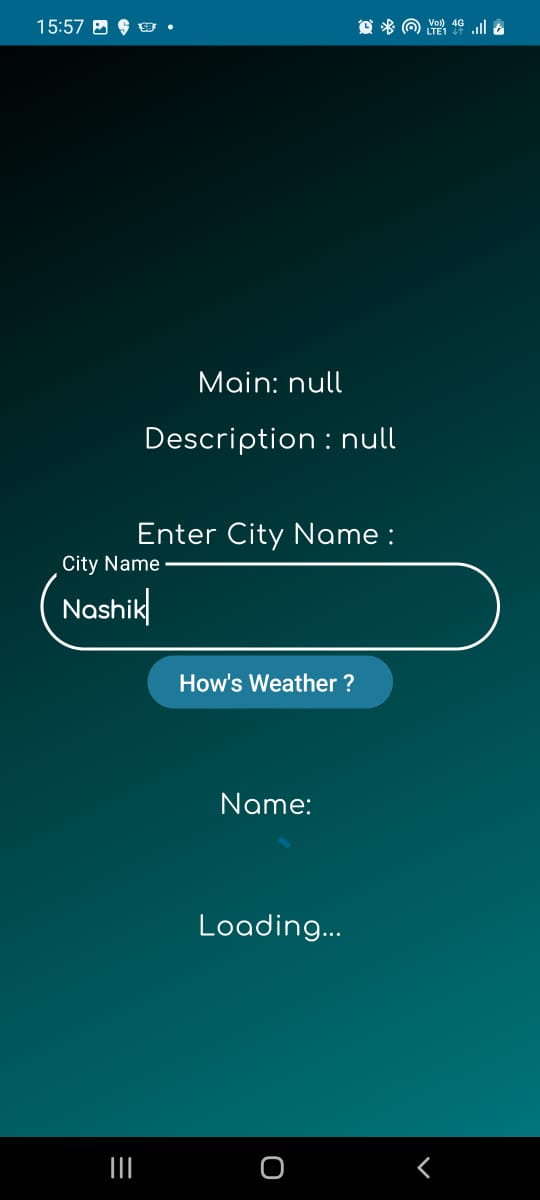 15:57
Vo)) LTE1 4G
Main: null
Description : null
Enter City Name :
City Name
Nashik
How's Weather ?
Name:
Loading...